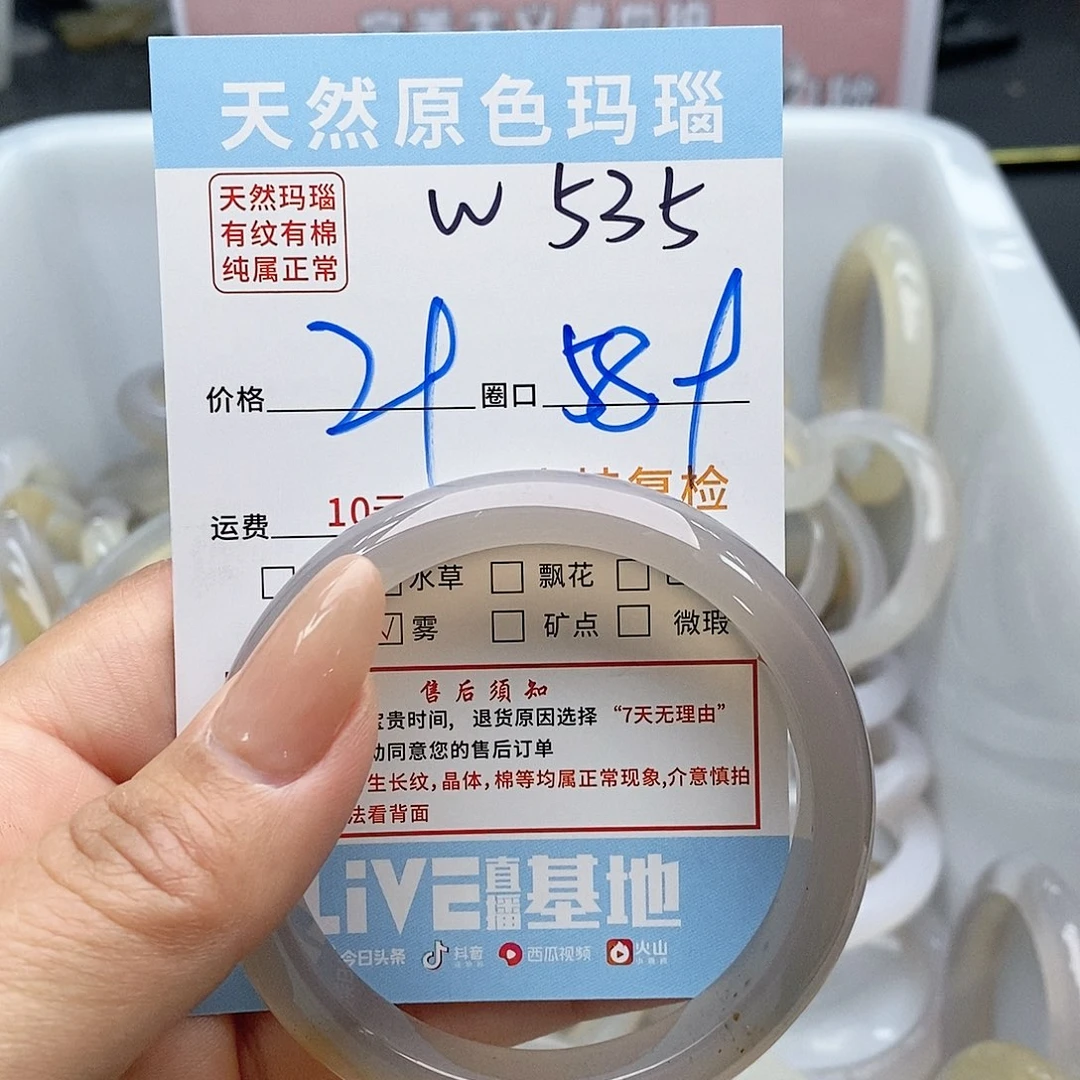 天然原色玛瑙
天然玛瑙
有纹有棉
纯属正常
W 535
价格 圈口 58
运费 10元 复检
水草 飘花
雾 矿点 微瑕
售后须知
宝贵时间, 退货原因选择 “7天无理由”
动同意您的售后订单
生长纹,晶体,棉等均属正常现象,介意慎拍
法看背面
LiVE直播基地
今日头条 抖音 西瓜视频 火山